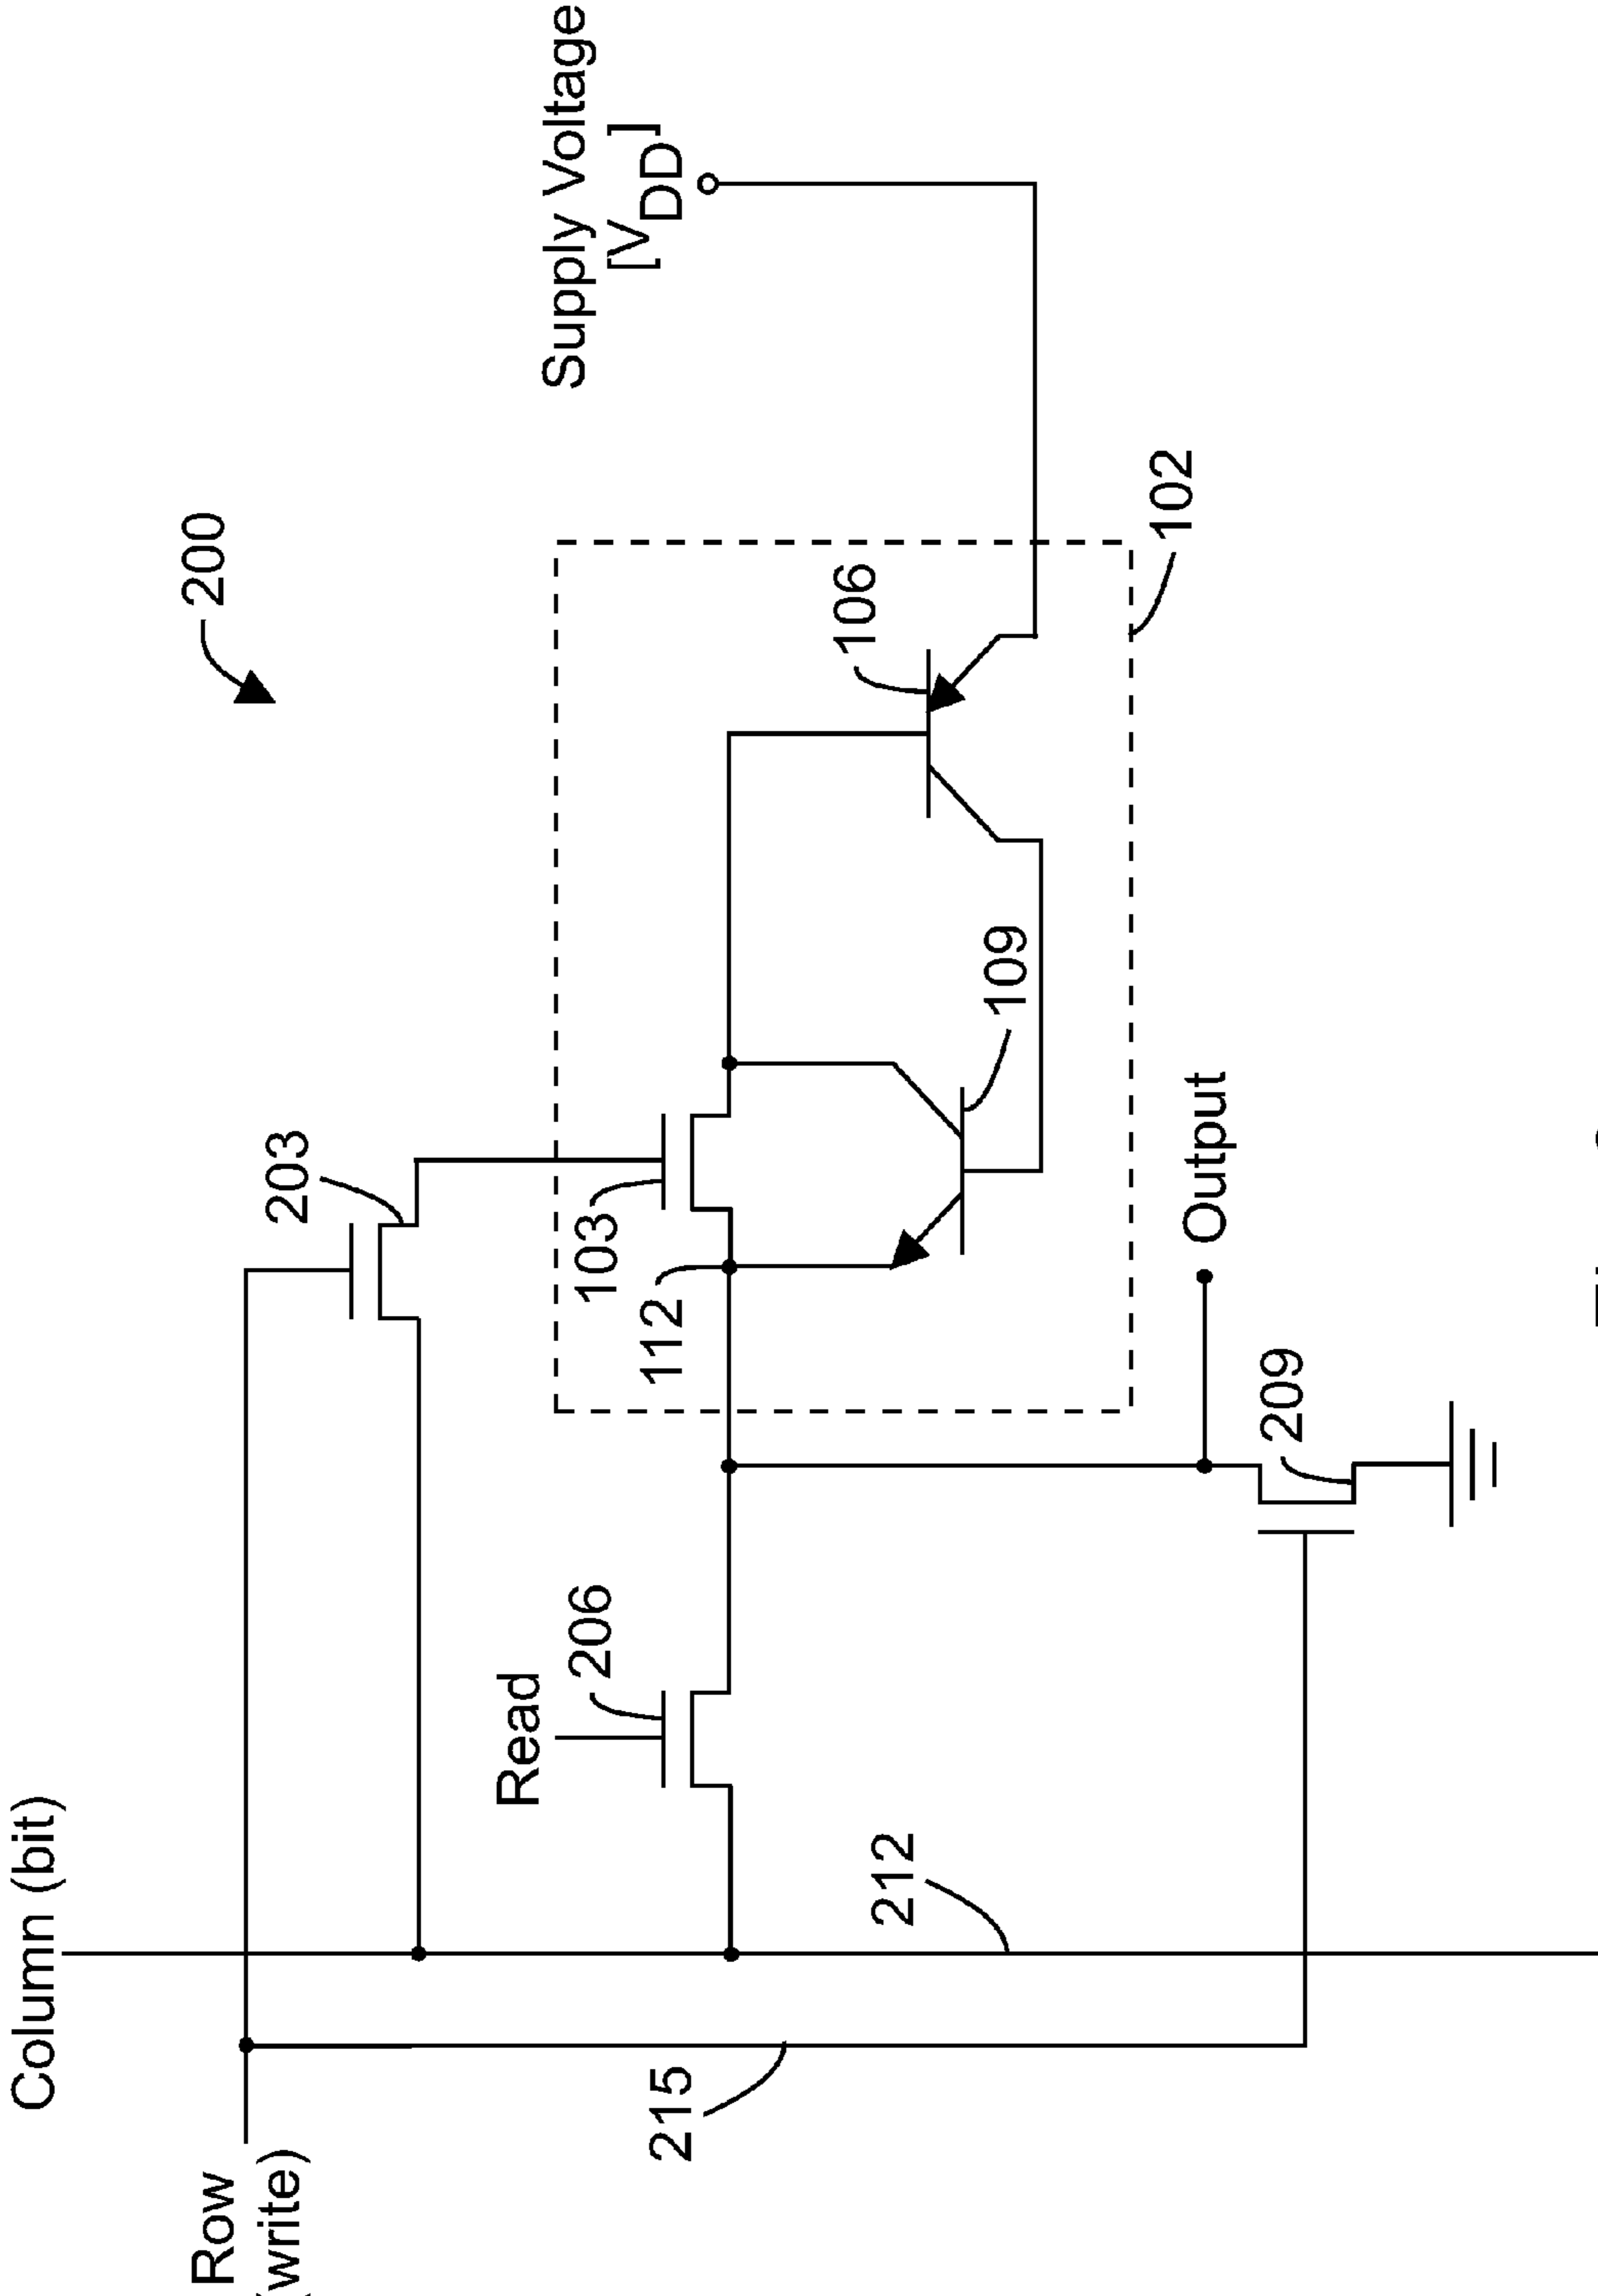 Column (bit)
Row
(write)
200
203
Supply Voltage
[VDD]
Read
206
103
112
106
109
102
212
215
Output
209